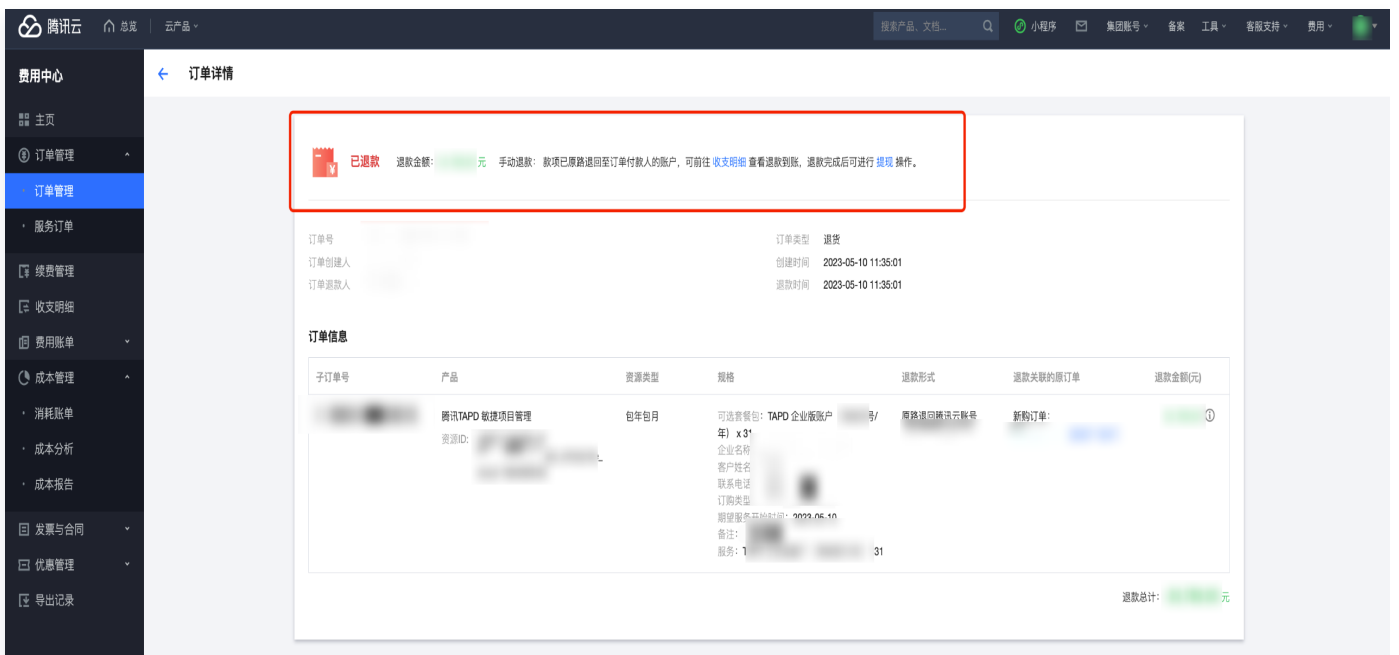 腾讯云 总览 云产品 搜索产品、文档... 小程序 集团账号 备案 工具 客服支持 费用
费用中心
订单详情
主页
订单管理
订单管理
服务订单
续费管理
收支明细
费用账单
成本管理
消耗账单
成本分析
成本报告
发票与合同
优惠管理
导出记录
已退款 退款金额: 元 手动退款: 款项已原路退回至订单付款人的账户，可前往 收支明细 查看退款到账，退款完成后可进行 提现 操作。
订单号 订单类型 退货
订单创建人 创建时间 2023-05-10 11:35:01
订单退款人 退款时间 2023-05-10 11:35:01
订单信息
子订单号 产品 资源类型 规格 退款形式 退款关联的原订单 退款金额(元)
腾讯TAPD 敏捷项目管理 包年包月 可选套餐包: TAPD 企业版账户 号/ 原路退回腾讯云账号 新购订单:
资源ID: 年) x 31
企业名称
客户姓名
联系电话
订购类型
期望服务开始时间: 2023-05-10
备注:
服务: T 31
退款总计: 元